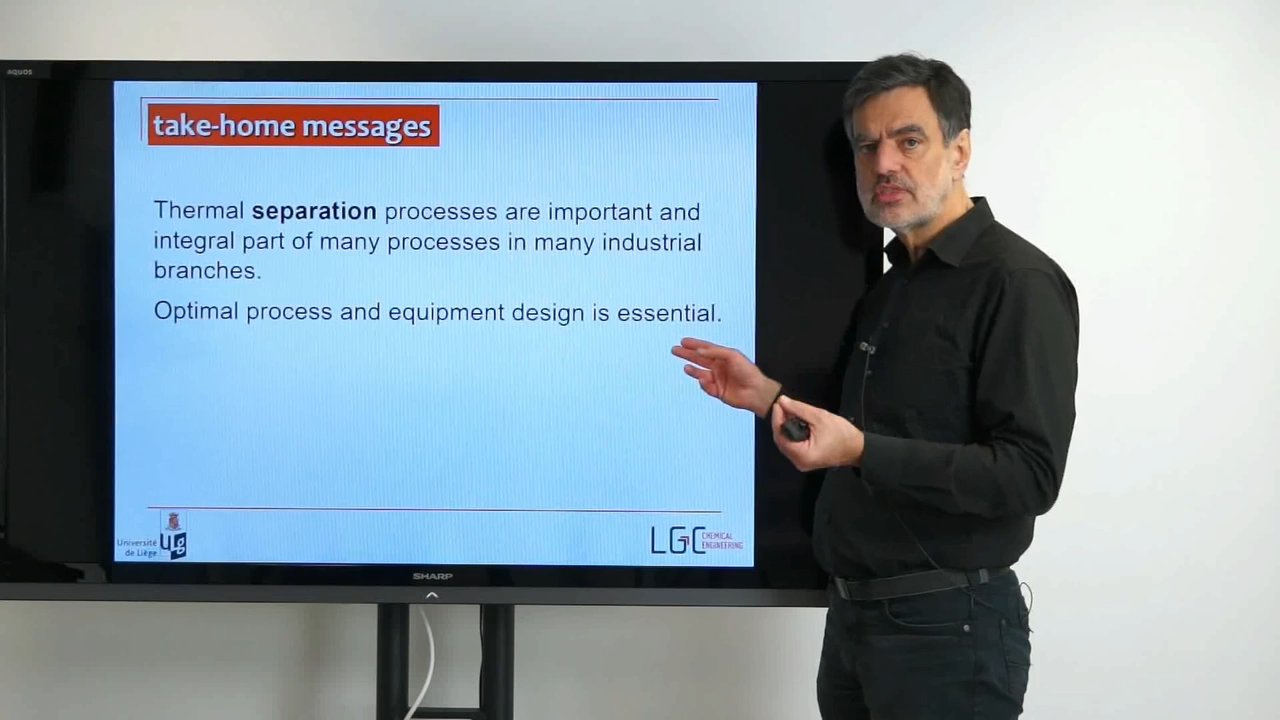 AQUOS
take-home messages
Thermal separation processes are important and
integral part of many processes in many industrial
branches.
Optimal process and equipment design is essential.
Université
de Liège
LGC
CHEMICAL
ENGINEERING
SHARP